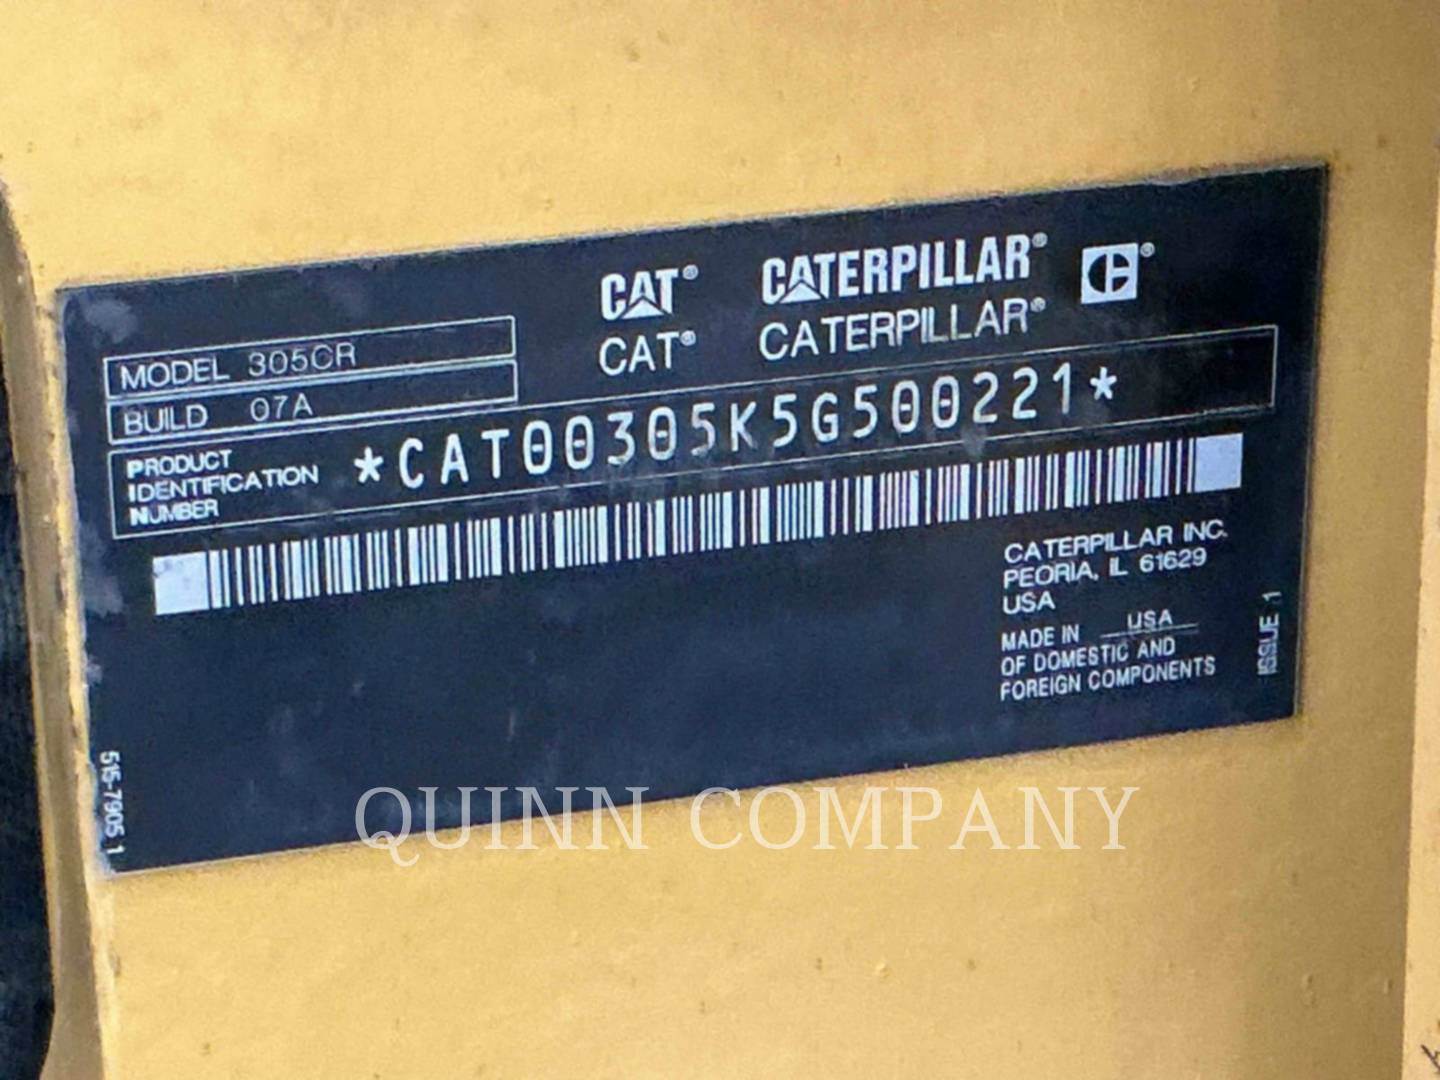 CAT® CATERPILLAR® C®
CAT® CATERPILLAR®
MODEL 305CR
BUILD 07A
PRODUCT IDENTIFICATION NUMBER *CAT00305K5G500221*
CATERPILLAR INC.
PEORIA, IL 61629
USA
MADE IN USA
OF DOMESTIC AND
FOREIGN COMPONENTS
ISSUE 1
515-7905 1
QUINN COMPANY